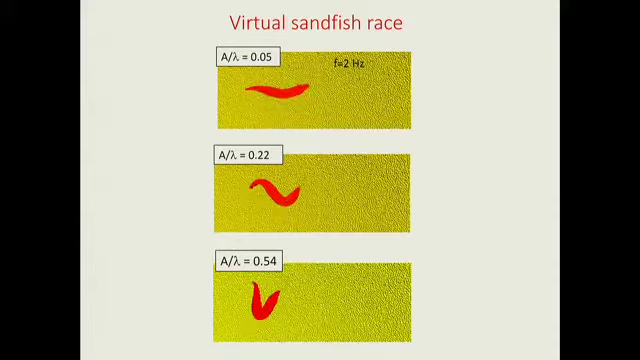 Virtual sandfish race
A/λ = 0.05
f=2 Hz
A/λ = 0.22
A/λ = 0.54